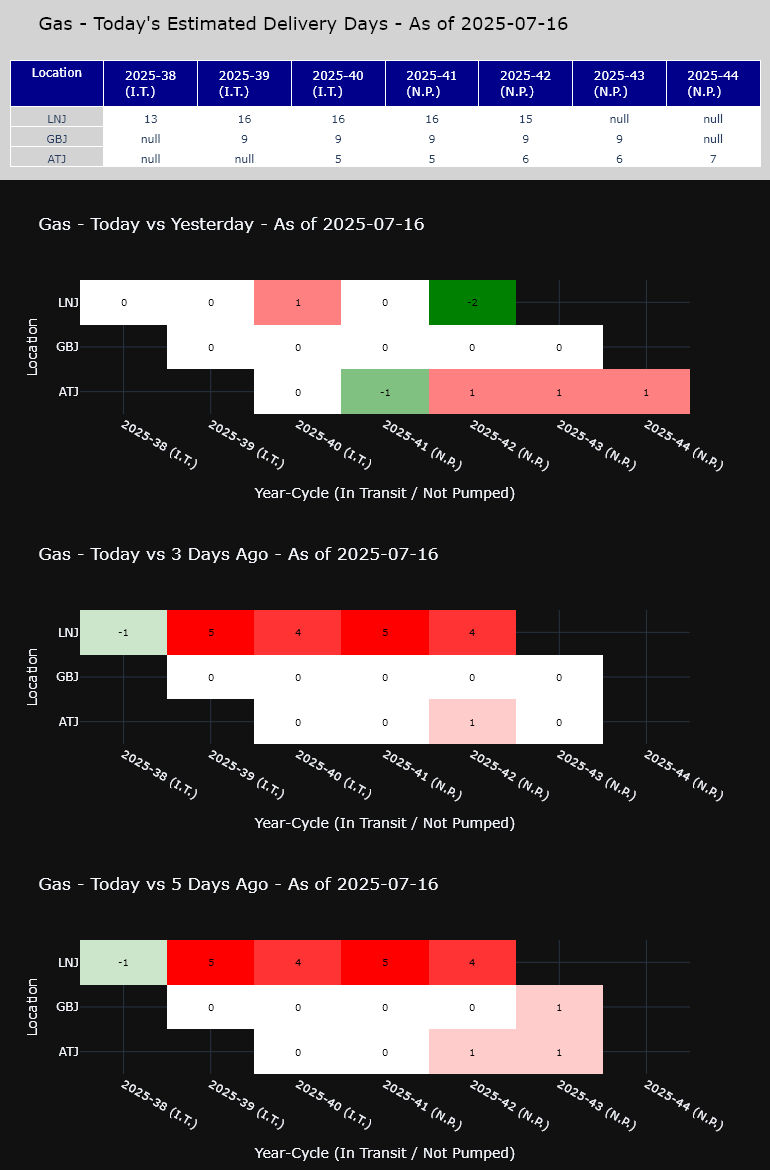 Gas - Today's Estimated Delivery Days - As of 2025-07-16
Location 2025-38 (I.T.) 2025-39 (I.T.) 2025-40 (I.T.) 2025-41 (N.P.) 2025-42 (N.P.) 2025-43 (N.P.) 2025-44 (N.P.)
LNJ 13 16 16 16 15 null null
GBJ null 9 9 9 9 9 null
ATJ null null 5 5 6 6 7
Gas - Today vs Yesterday - As of 2025-07-16
Location
LNJ 0 0 1 0 -2
GBJ 0 0 0 0 0
ATJ 0 -1 1 1 1
2025-38 (I.T.) 2025-39 (I.T.) 2025-40 (I.T.) 2025-41 (N.P.) 2025-42 (N.P.) 2025-43 (N.P.) 2025-44 (N.P.)
Year-Cycle (In Transit / Not Pumped)
Gas - Today vs 3 Days Ago - As of 2025-07-16
Location
LNJ -1 5 4 5 4
GBJ 0 0 0 0 0
ATJ 0 0 1 0
2025-38 (I.T.) 2025-39 (I.T.) 2025-40 (I.T.) 2025-41 (N.P.) 2025-42 (N.P.) 2025-43 (N.P.) 2025-44 (N.P.)
Year-Cycle (In Transit / Not Pumped)
Gas - Today vs 5 Days Ago - As of 2025-07-16
Location
LNJ -1 5 4 5 4
GBJ 0 0 0 0 1
ATJ 0 0 1 1
2025-38 (I.T.) 2025-39 (I.T.) 2025-40 (I.T.) 2025-41 (N.P.) 2025-42 (N.P.) 2025-43 (N.P.) 2025-44 (N.P.)
Year-Cycle (In Transit / Not Pumped)